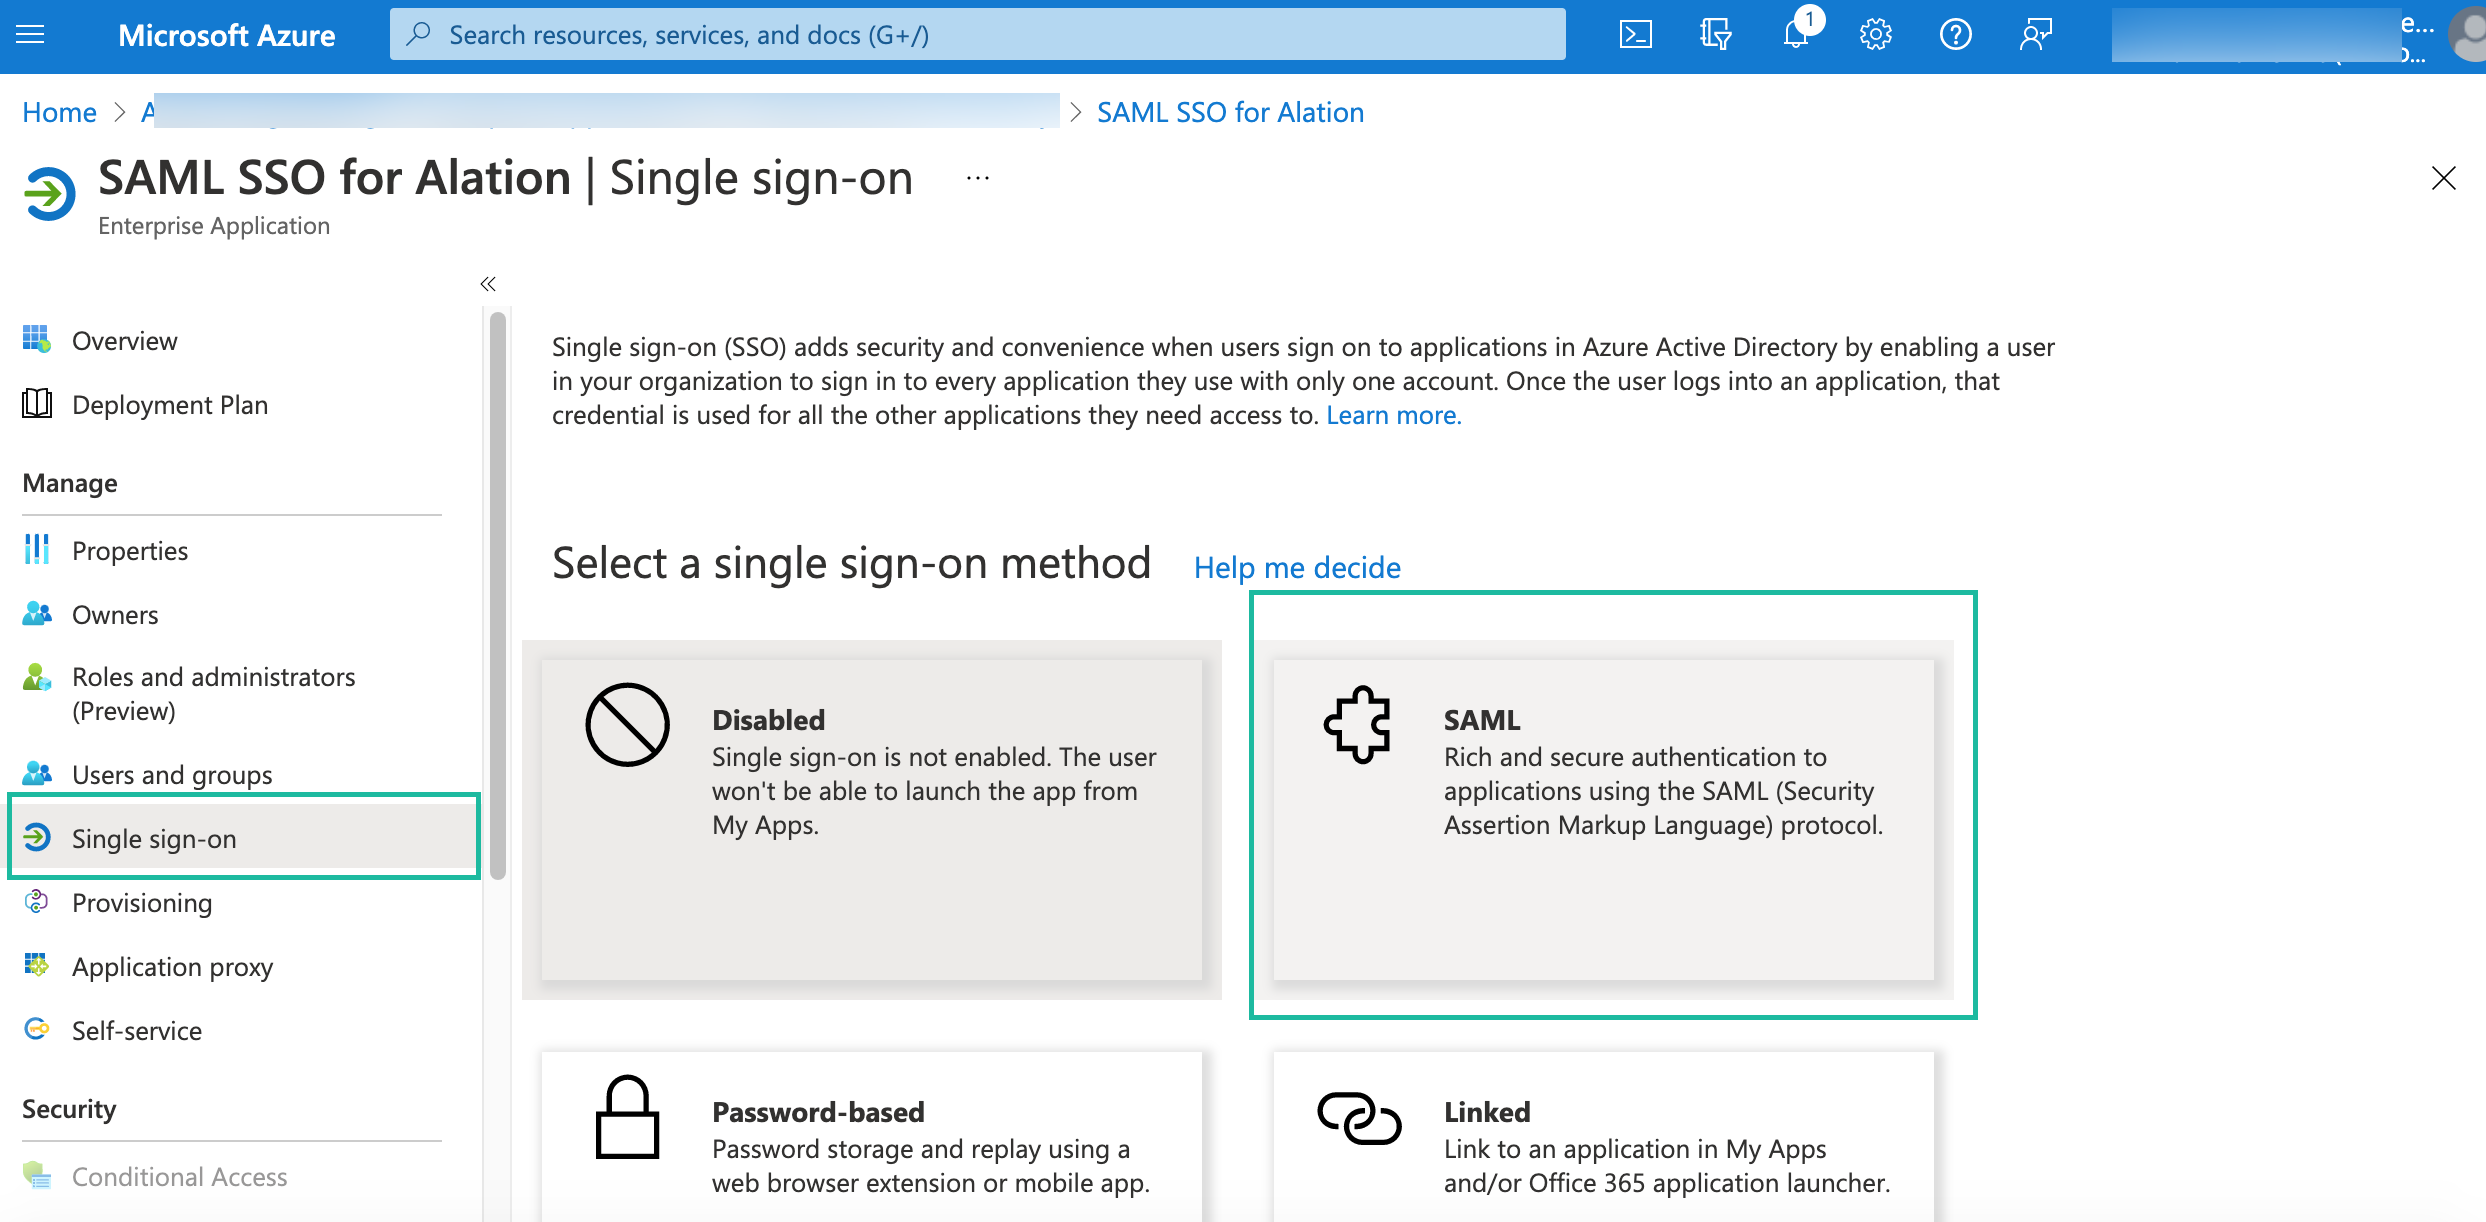 Microsoft Azure
Search resources, services, and docs (G+/)
1
Home > A > SAML SSO for Alation
SAML SSO for Alation | Single sign-on ...
Enterprise Application
«
Overview
Deployment Plan
Manage
Properties
Owners
Roles and administrators
(Preview)
Users and groups
Single sign-on
Provisioning
Application proxy
Self-service
Security
Conditional Access
Single sign-on (SSO) adds security and convenience when users sign on to applications in Azure Active Directory by enabling a user
in your organization to sign in to every application they use with only one account. Once the user logs into an application, that
credential is used for all the other applications they need access to. Learn more.
Select a single sign-on method Help me decide
Disabled
Single sign-on is not enabled. The user
won't be able to launch the app from
My Apps.
SAML
Rich and secure authentication to
applications using the SAML (Security
Assertion Markup Language) protocol.
Password-based
Password storage and replay using a
web browser extension or mobile app.
Linked
Link to an application in My Apps
and/or Office 365 application launcher.